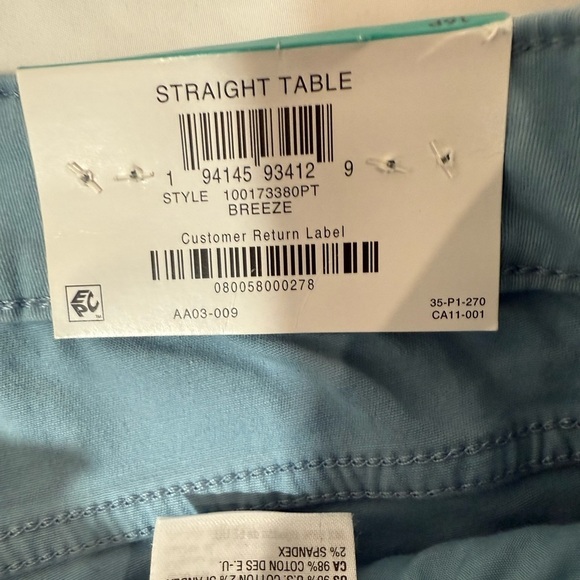 16P
STRAIGHT TABLE
1 94145 93412 9
STYLE 100173380PT
BREEZE
Customer Return Label
080058000278
EPC
AA03-009
35-P1-270
CA11-001
2% SPANDEX
CA 98% COTON DES E.-U.